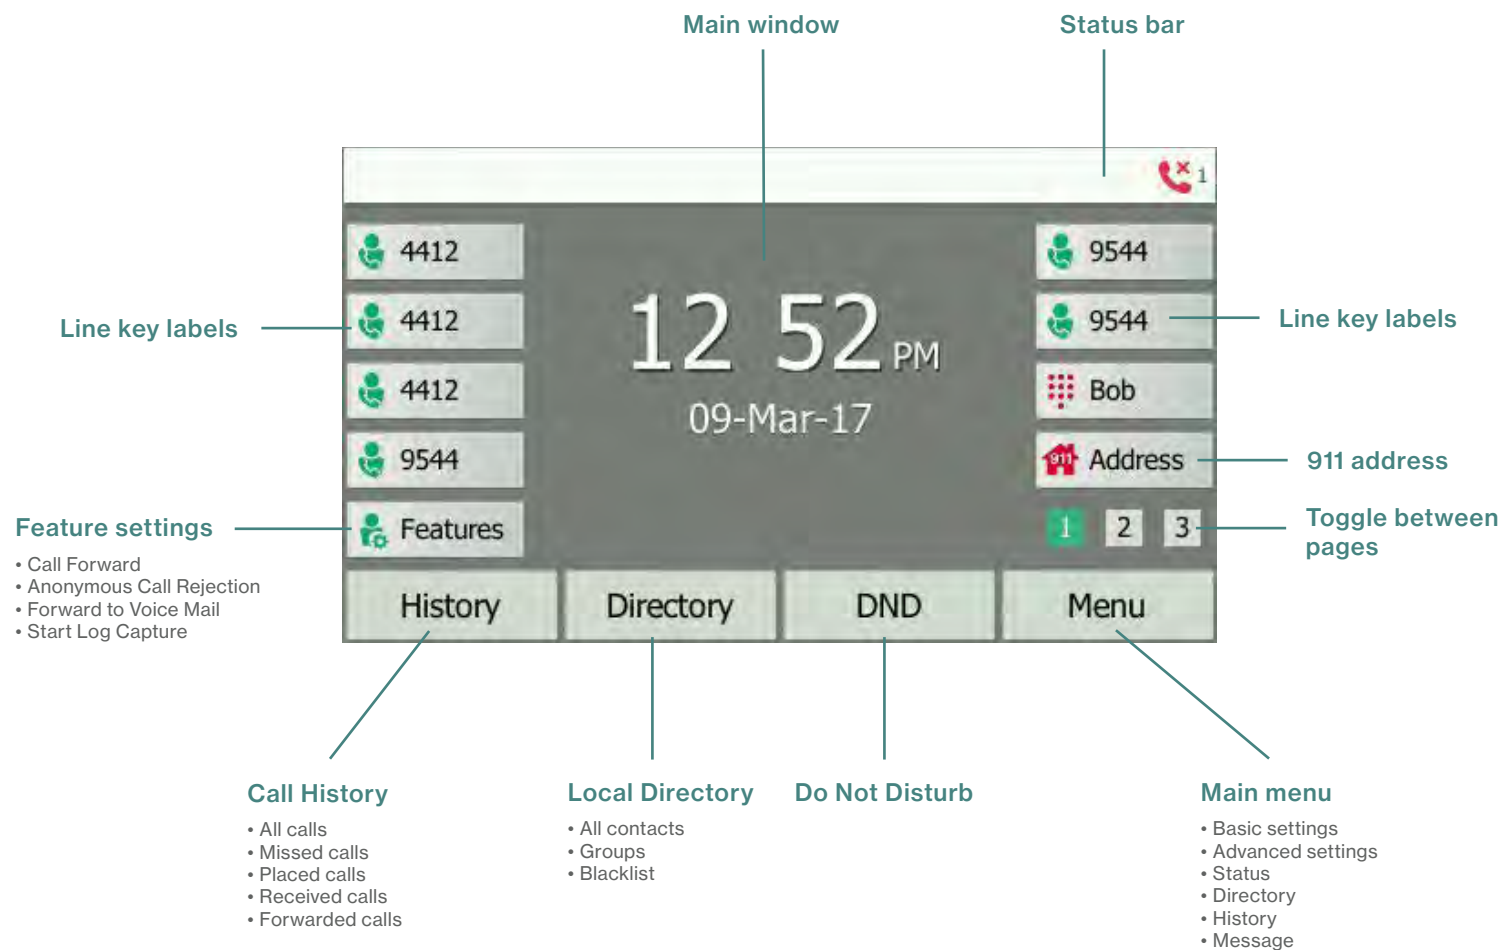 Main window
Status bar
1
4412
9544
4412
9544
Line key labels
Line key labels
12 52 PM
4412
Bob
09-Mar-17
9544
911 Address
911 address
Feature settings
• Call Forward
• Anonymous Call Rejection
• Forward to Voice Mail
• Start Log Capture
Features
1 2 3
Toggle between
pages
History
Directory
DND
Menu
Call History
• All calls
• Missed calls
• Placed calls
• Received calls
• Forwarded calls
Local Directory
• All contacts
• Groups
• Blacklist
Do Not Disturb
Main menu
• Basic settings
• Advanced settings
• Status
• Directory
• History
• Message